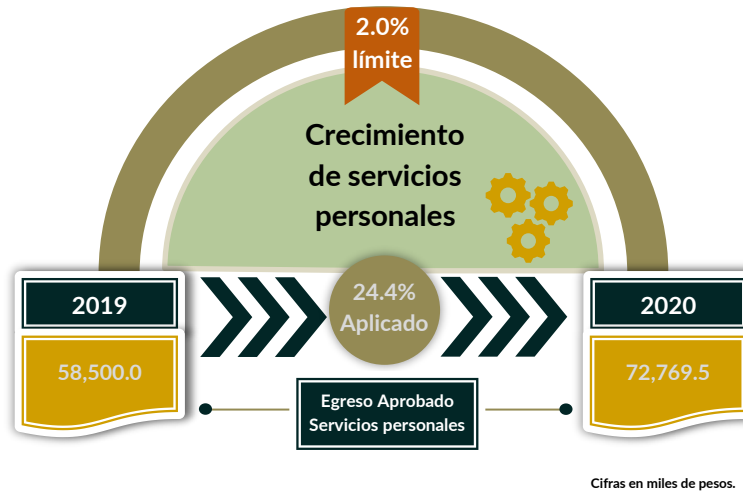 2.0%
límite
Crecimiento
de servicios
personales
2019
24.4%
Aplicado
2020
58,500.0
72,769.5
Egreso Aprobado
Servicios personales
Cifras en miles de pesos.